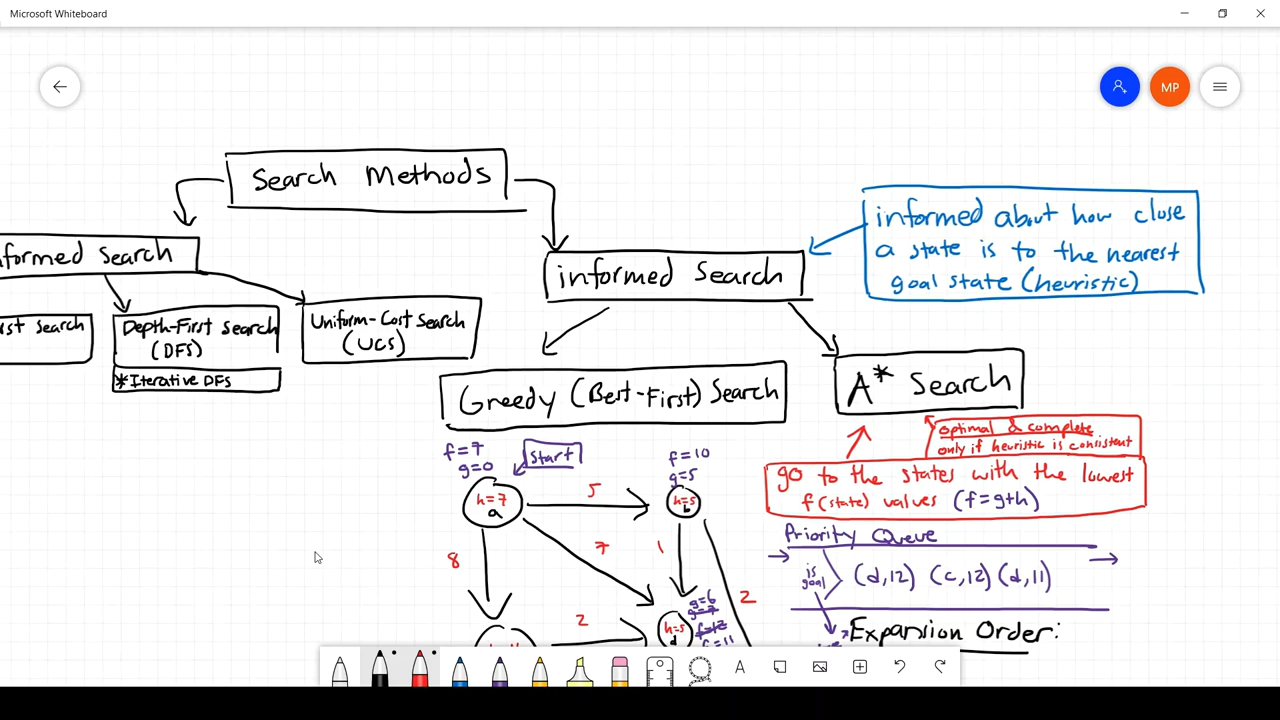 Microsoft Whiteboard
MP
Search Methods
informed about how close
a state is to the nearest
goal state (heuristic)
formed Search
informed Search
Search
Depth-First Search
(DFS)
*Iterative DFS
Uniform-Cost Search
(UCS)
Greedy (Best-First) Search
A* Search
optimal & complete
only if heuristic is consistent
go to the states with the lowest
f(state) values (f=g+h)
f=7
g=0
Start
f=10
g=5
h=7
a
5
h=5
b
8
7
1
2
2
g=6
g=7
h=5
d
f=12
f=11
Priority Queue
is
goal
(d,12) (c,12) (d,11)
Expansion Order:
A